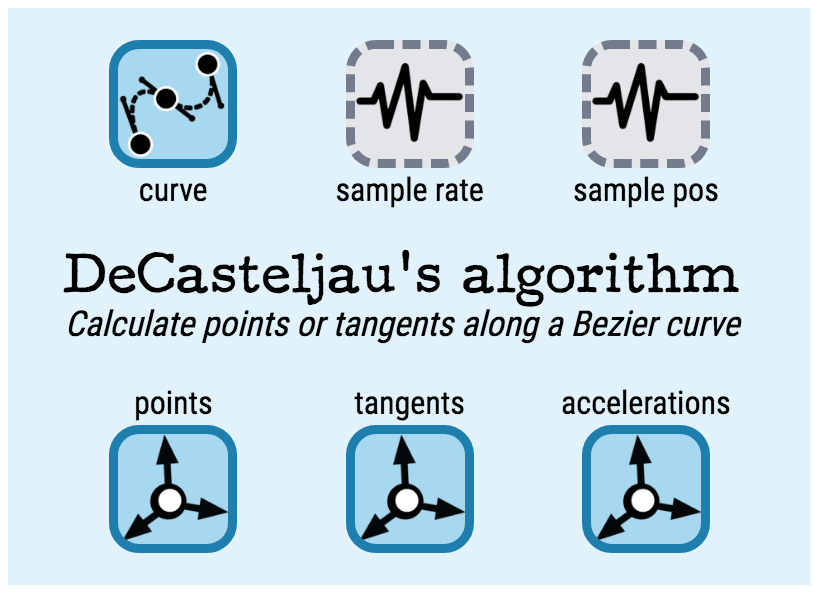 curve
sample rate
sample pos
DeCasteljau's algorithm
Calculate points or tangents along a Bezier curve
points
tangents
accelerations